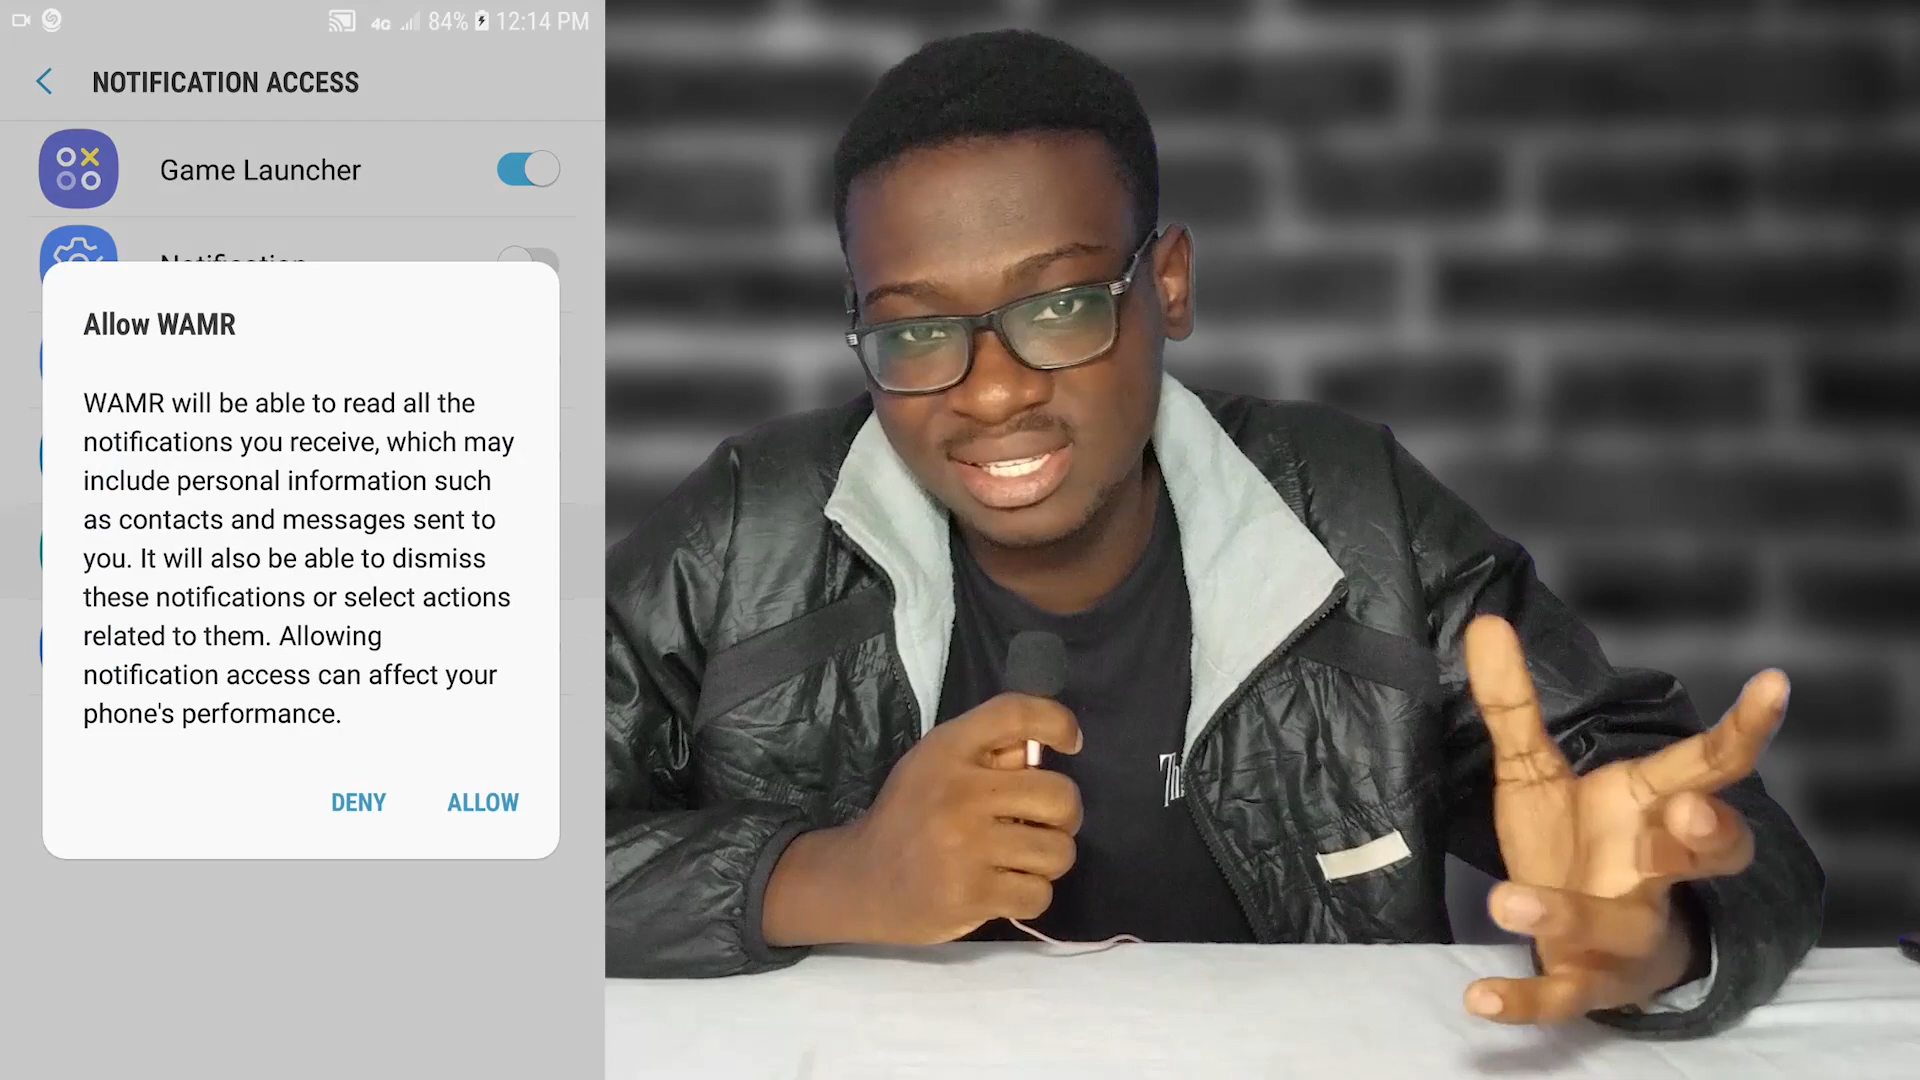 4G 84% 12:14 PM
NOTIFICATION ACCESS
Game Launcher
Notification
Allow WAMR
WAMR will be able to read all the
notifications you receive, which may
include personal information such
as contacts and messages sent to
you. It will also be able to dismiss
these notifications or select actions
related to them. Allowing
notification access can affect your
phone's performance.
DENY ALLOW